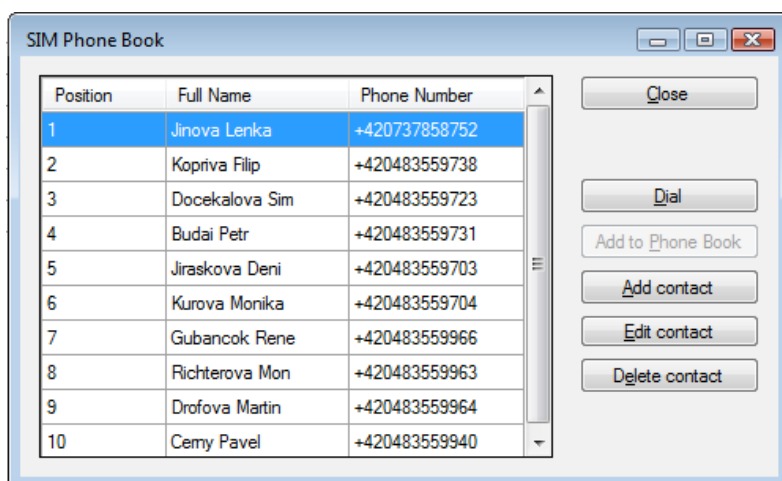 SIM Phone Book
Position Full Name Phone Number
1 Jinova Lenka +420737858752
2 Kopriva Filip +420483559738
3 Docekalova Sim +420483559723
4 Budai Petr +420483559731
5 Jiraskova Deni +420483559703
6 Kurova Monika +420483559704
7 Gubancok Rene +420483559966
8 Richterova Mon +420483559963
9 Drofova Martin +420483559964
10 Cerny Pavel +420483559940
Close
Dial
Add to Phone Book
Add contact
Edit contact
Delete contact